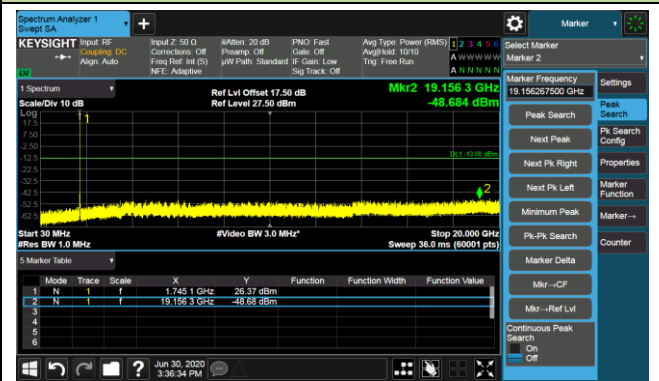 Spectrum Analyzer 1
Swept SA
+
Marker
KEYSIGHT
Input: RF
Coupling: DC
Align: Auto
Input Z: 50 Ω
Corrections: Off
Freq Ref: Int (S)
NFE: Adaptive
#Atten: 20 dB
Preamp: Off
µW Path: Standard
PNO: Fast
Gate: Off
IF Gain: Low
Sig Track: Off
Avg Type: Power (RMS)
Avg|Hold: 10/10
Trig: Free Run
1 2 3 4 5 6
A W W W W W
A N N N N N
Select Marker
Marker 2
1 Spectrum
Scale/Div 10 dB
Ref Lvl Offset 17.50 dB
Ref Level 27.50 dBm
Mkr2 19.156 3 GHz
-48.684 dBm
Marker Frequency
19.156267500 GHz
Settings
Log
17.5
7.50
-2.50
-12.5
-22.5
-32.5
-42.5
-52.5
-62.5
1
DL1 -13.00 dBm
2
Peak Search
Peak
Search
Next Peak
Pk Search
Config
Next Pk Right
Properties
Next Pk Left
Marker
Function
Minimum Peak
Marker→
Pk-Pk Search
Counter
Marker Delta
Mkr→CF
Mkr→Ref Lvl
Continuous Peak
Search
On
Off
Start 30 MHz
#Res BW 1.0 MHz
#Video BW 3.0 MHz*
Stop 20.000 GHz
Sweep 36.0 ms (60001 pts)
5 Marker Table
Mode Trace Scale X Y Function Function Width Function Value
1 N 1 f 1.745 1 GHz 26.37 dBm
2 N 1 f 19.156 3 GHz -48.68 dBm
3
4
5
6
?
Jun 30, 2020
3:36:34 PM